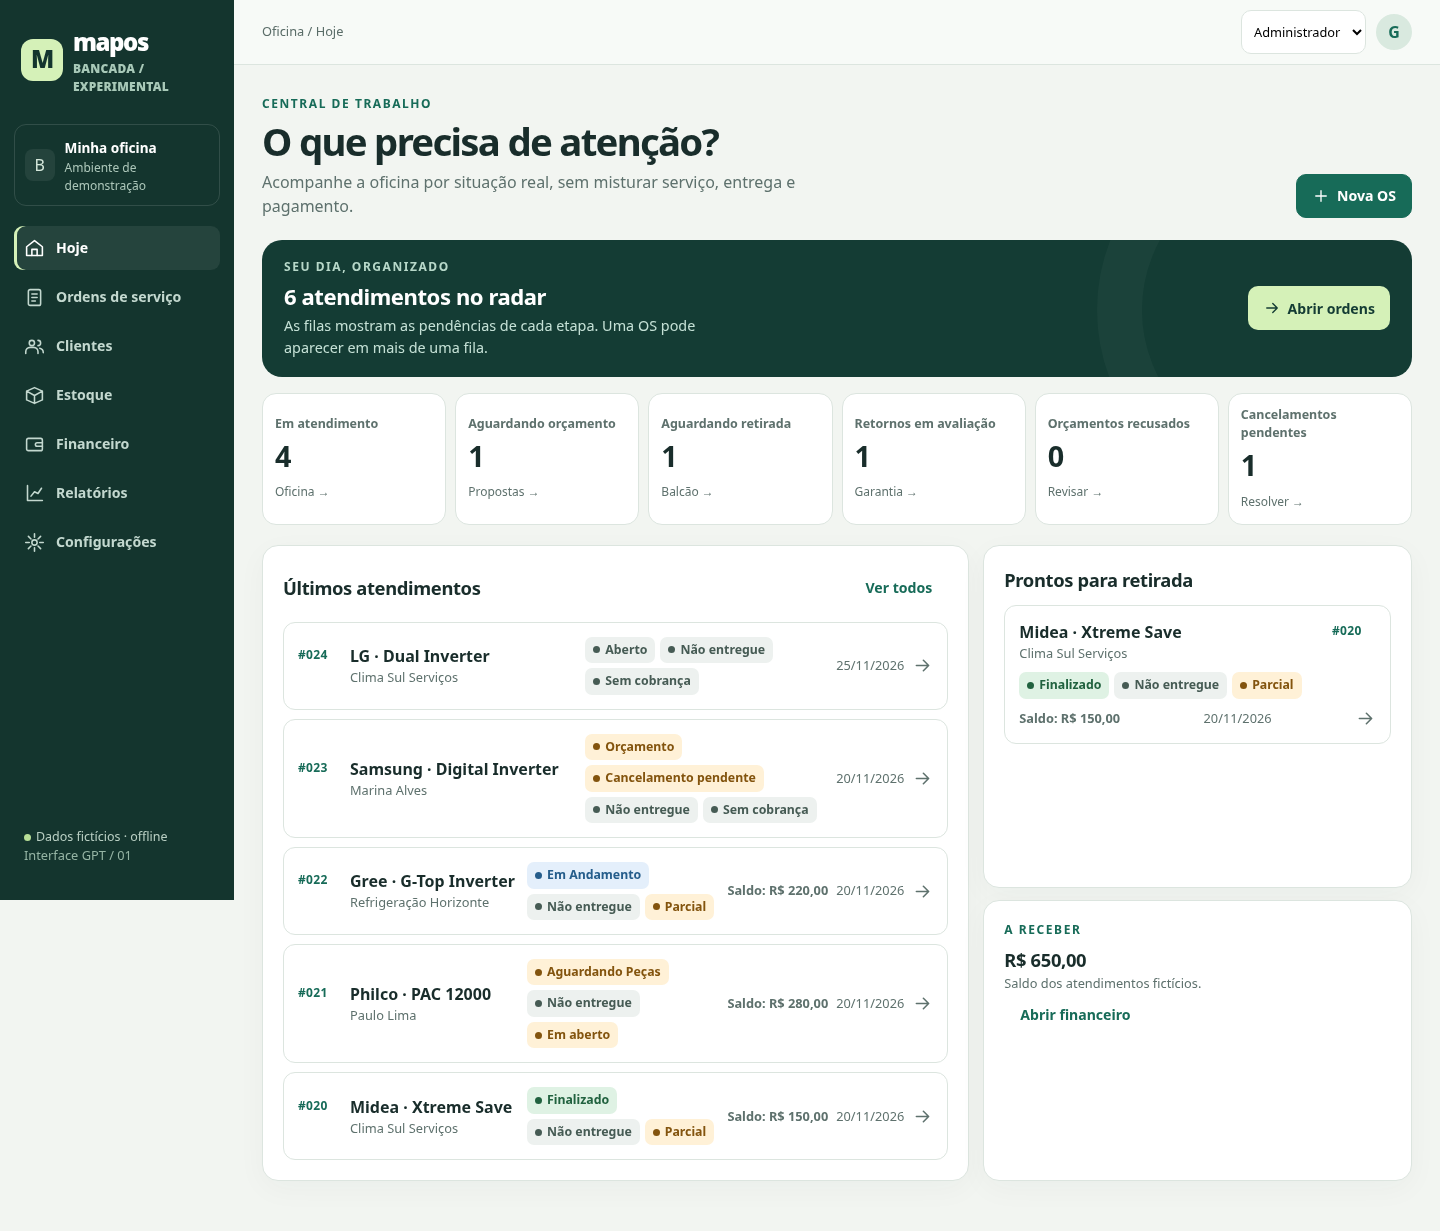 M
mapos
BANCADA /
EXPERIMENTAL
B
Minha oficina
Ambiente de
demonstração
Hoje
Ordens de serviço
Clientes
Estoque
Financeiro
Relatórios
Configurações
Dados fictícios · offline
Interface GPT / 01
Oficina / Hoje
Administrador
G
CENTRAL DE TRABALHO
O que precisa de atenção?
Acompanhe a oficina por situação real, sem misturar serviço, entrega e
pagamento.
Nova OS
SEU DIA, ORGANIZADO
6 atendimentos no radar
As filas mostram as pendências de cada etapa. Uma OS pode
aparecer em mais de uma fila.
Abrir ordens
Em atendimento
4
Oficina →
Aguardando orçamento
1
Propostas →
Aguardando retirada
1
Balcão →
Retornos em avaliação
1
Garantia →
Orçamentos recusados
0
Revisar →
Cancelamentos
pendentes
1
Resolver →
Últimos atendimentos
Ver todos
#024
LG · Dual Inverter
Clima Sul Serviços
Aberto
Não entregue
Sem cobrança
25/11/2026
#023
Samsung · Digital Inverter
Marina Alves
Orçamento
Cancelamento pendente
Não entregue
Sem cobrança
20/11/2026
#022
Gree · G-Top Inverter
Refrigeração Horizonte
Em Andamento
Não entregue
Parcial
Saldo: R$ 220,00
20/11/2026
#021
Philco · PAC 12000
Paulo Lima
Aguardando Peças
Não entregue
Em aberto
Saldo: R$ 280,00
20/11/2026
#020
Midea · Xtreme Save
Clima Sul Serviços
Finalizado
Não entregue
Parcial
Saldo: R$ 150,00
20/11/2026
Prontos para retirada
Midea · Xtreme Save
#020
Clima Sul Serviços
Finalizado
Não entregue
Parcial
Saldo: R$ 150,00
20/11/2026
A RECEBER
R$ 650,00
Saldo dos atendimentos fictícios.
Abrir financeiro